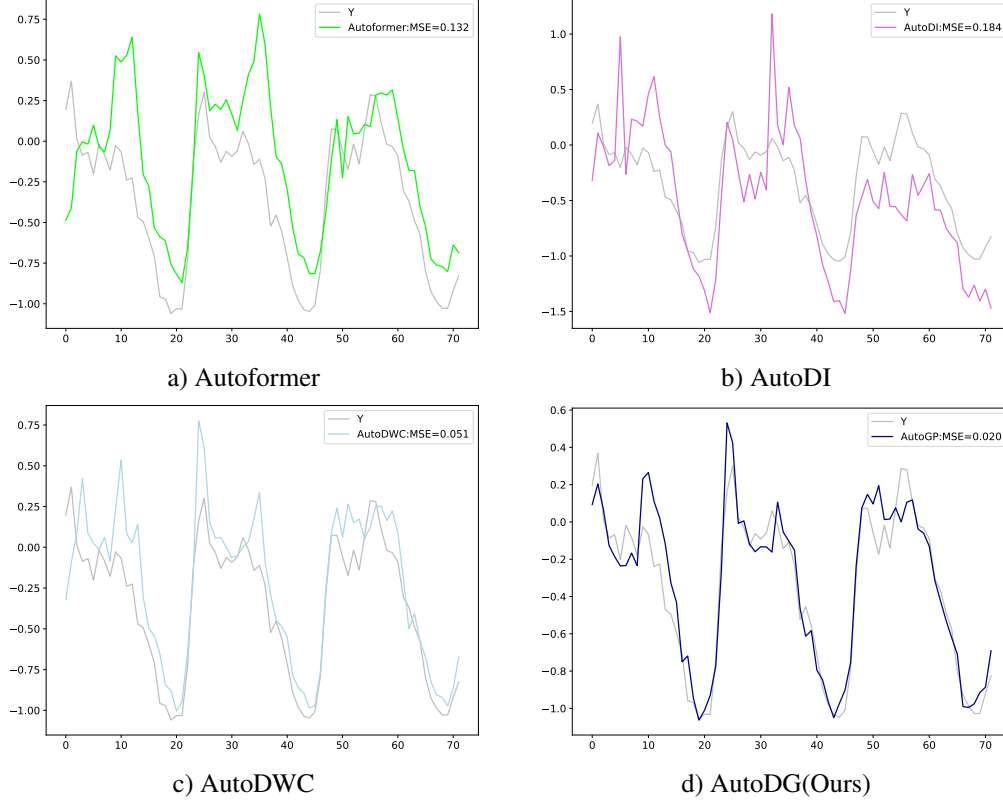 Y
Autoformer:MSE=0.132
0.75
0.50
0.25
0.00
−0.25
−0.50
−0.75
−1.00
0 10 20 30 40 50 60 70
a) Autoformer
Y
AutoDI:MSE=0.184
1.0
0.5
0.0
−0.5
−1.0
−1.5
0 10 20 30 40 50 60 70
b) AutoDI
Y
AutoDWC:MSE=0.051
0.75
0.50
0.25
0.00
−0.25
−0.50
−0.75
−1.00
0 10 20 30 40 50 60 70
c) AutoDWC
Y
AutoGP:MSE=0.020
0.6
0.4
0.2
0.0
−0.2
−0.4
−0.6
−0.8
−1.0
0 10 20 30 40 50 60 70
d) AutoDG(Ours)